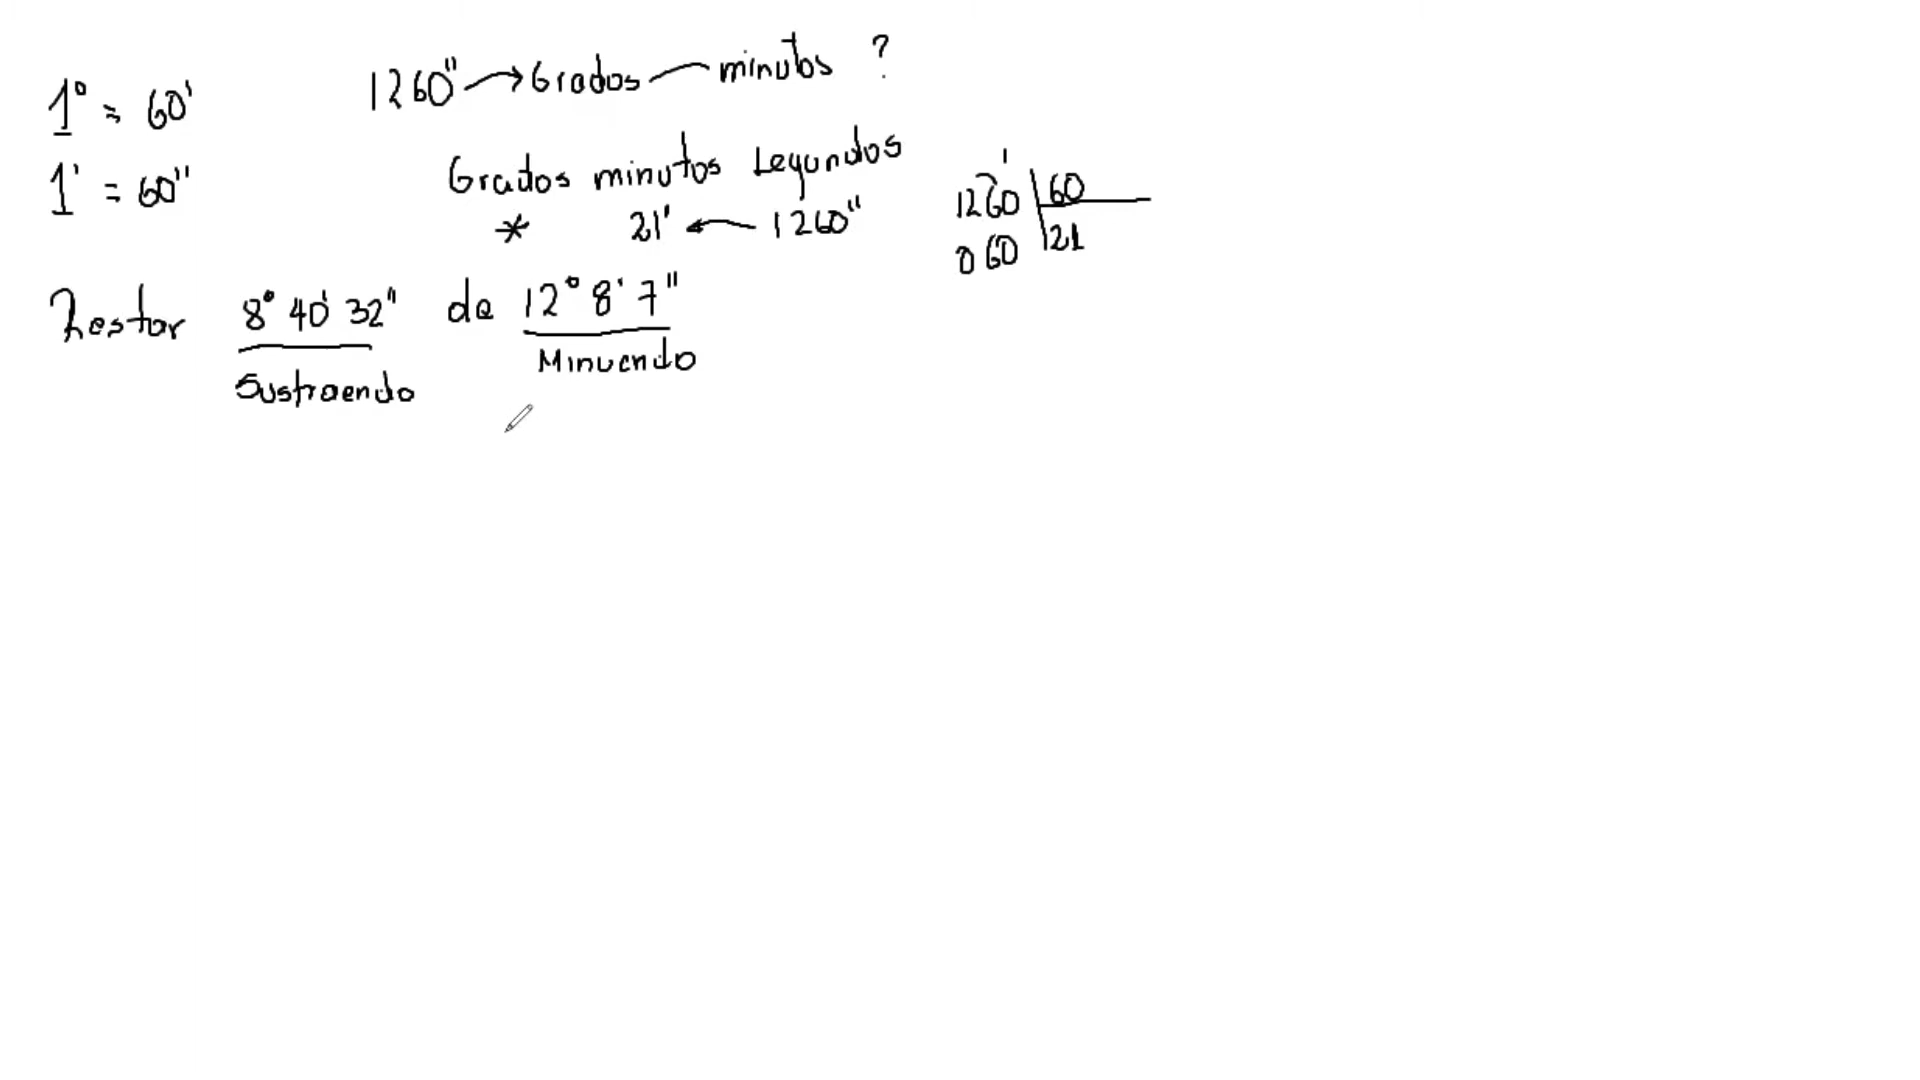 1° = 60'
1' = 60"
1260" → Grados — minutos ?
Grados minutos segundos
* 21' ← 1260"
1
1260 60
060 21
Restar 8° 40' 32" de 12° 8' 7"
Sustraendo Minuendo